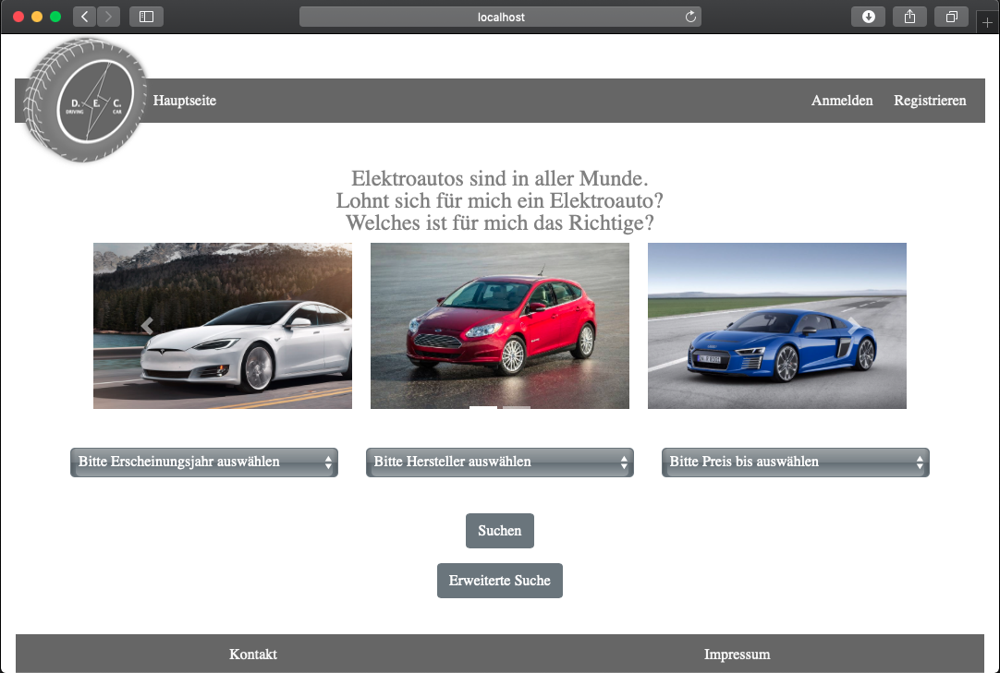 localhost
D. E. C.
DRIVING CAR
Hauptseite
Anmelden
Registrieren
Elektroautos sind in aller Munde.
Lohnt sich für mich ein Elektroauto?
Welches ist für mich das Richtige?
Bitte Erscheinungsjahr auswählen
Bitte Hersteller auswählen
Bitte Preis bis auswählen
Suchen
Erweiterte Suche
Kontakt
Impressum